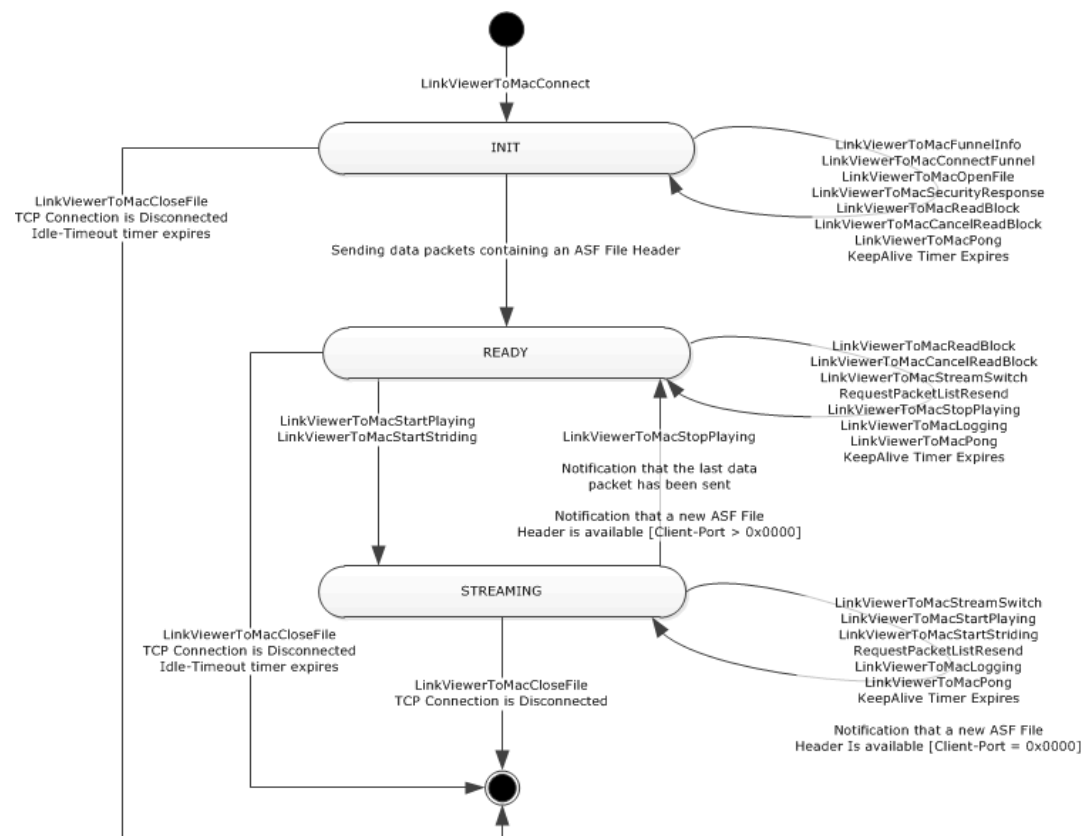 LinkViewerToMacConnect
INIT
LinkViewerToMacFunnelInfo
LinkViewerToMacConnectFunnel
LinkViewerToMacOpenFile
LinkViewerToMacSecurityResponse
LinkViewerToMacReadBlock
LinkViewerToMacCancelReadBlock
LinkViewerToMacPong
KeepAlive Timer Expires
LinkViewerToMacCloseFile
TCP Connection is Disconnected
Idle-Timeout timer expires
Sending data packets containing an ASF File Header
READY
LinkViewerToMacReadBlock
LinkViewerToMacCancelReadBlock
LinkViewerToMacStreamSwitch
RequestPacketListResend
LinkViewerToMacStopPlaying
LinkViewerToMacLogging
LinkViewerToMacPong
KeepAlive Timer Expires
LinkViewerToMacStartPlaying
LinkViewerToMacStartStriding
LinkViewerToMacStopPlaying
Notification that the last data
packet has been sent
Notification that a new ASF File
Header is available [Client-Port > 0x0000]
STREAMING
LinkViewerToMacStreamSwitch
LinkViewerToMacStartPlaying
LinkViewerToMacStartStriding
RequestPacketListResend
LinkViewerToMacLogging
LinkViewerToMacPong
KeepAlive Timer Expires
Notification that a new ASF File
Header Is available [Client-Port = 0x0000]
LinkViewerToMacCloseFile
TCP Connection is Disconnected
Idle-Timeout timer expires
LinkViewerToMacCloseFile
TCP Connection is Disconnected